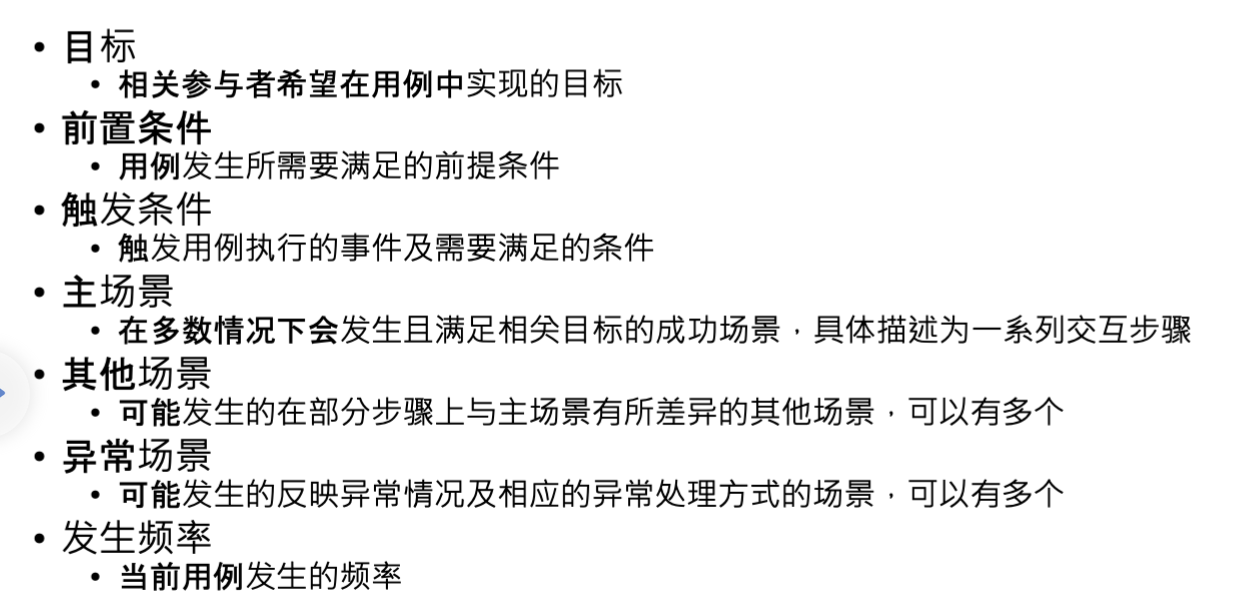 • 目标
• 相关参与者希望在用例中实现的目标
• 前置条件
• 用例发生所需要满足的前提条件
• 触发条件
• 触发用例执行的事件及需要满足的条件
• 主场景
• 在多数情况下会发生且满足相关目标的成功场景，具体描述为一系列交互步骤
• 其他场景
• 可能发生的在部分步骤上与主场景有所差异的其他场景，可以有多个
• 异常场景
• 可能发生的反映异常情况及相应的异常处理方式的场景，可以有多个
• 发生频率
• 当前用例发生的频率